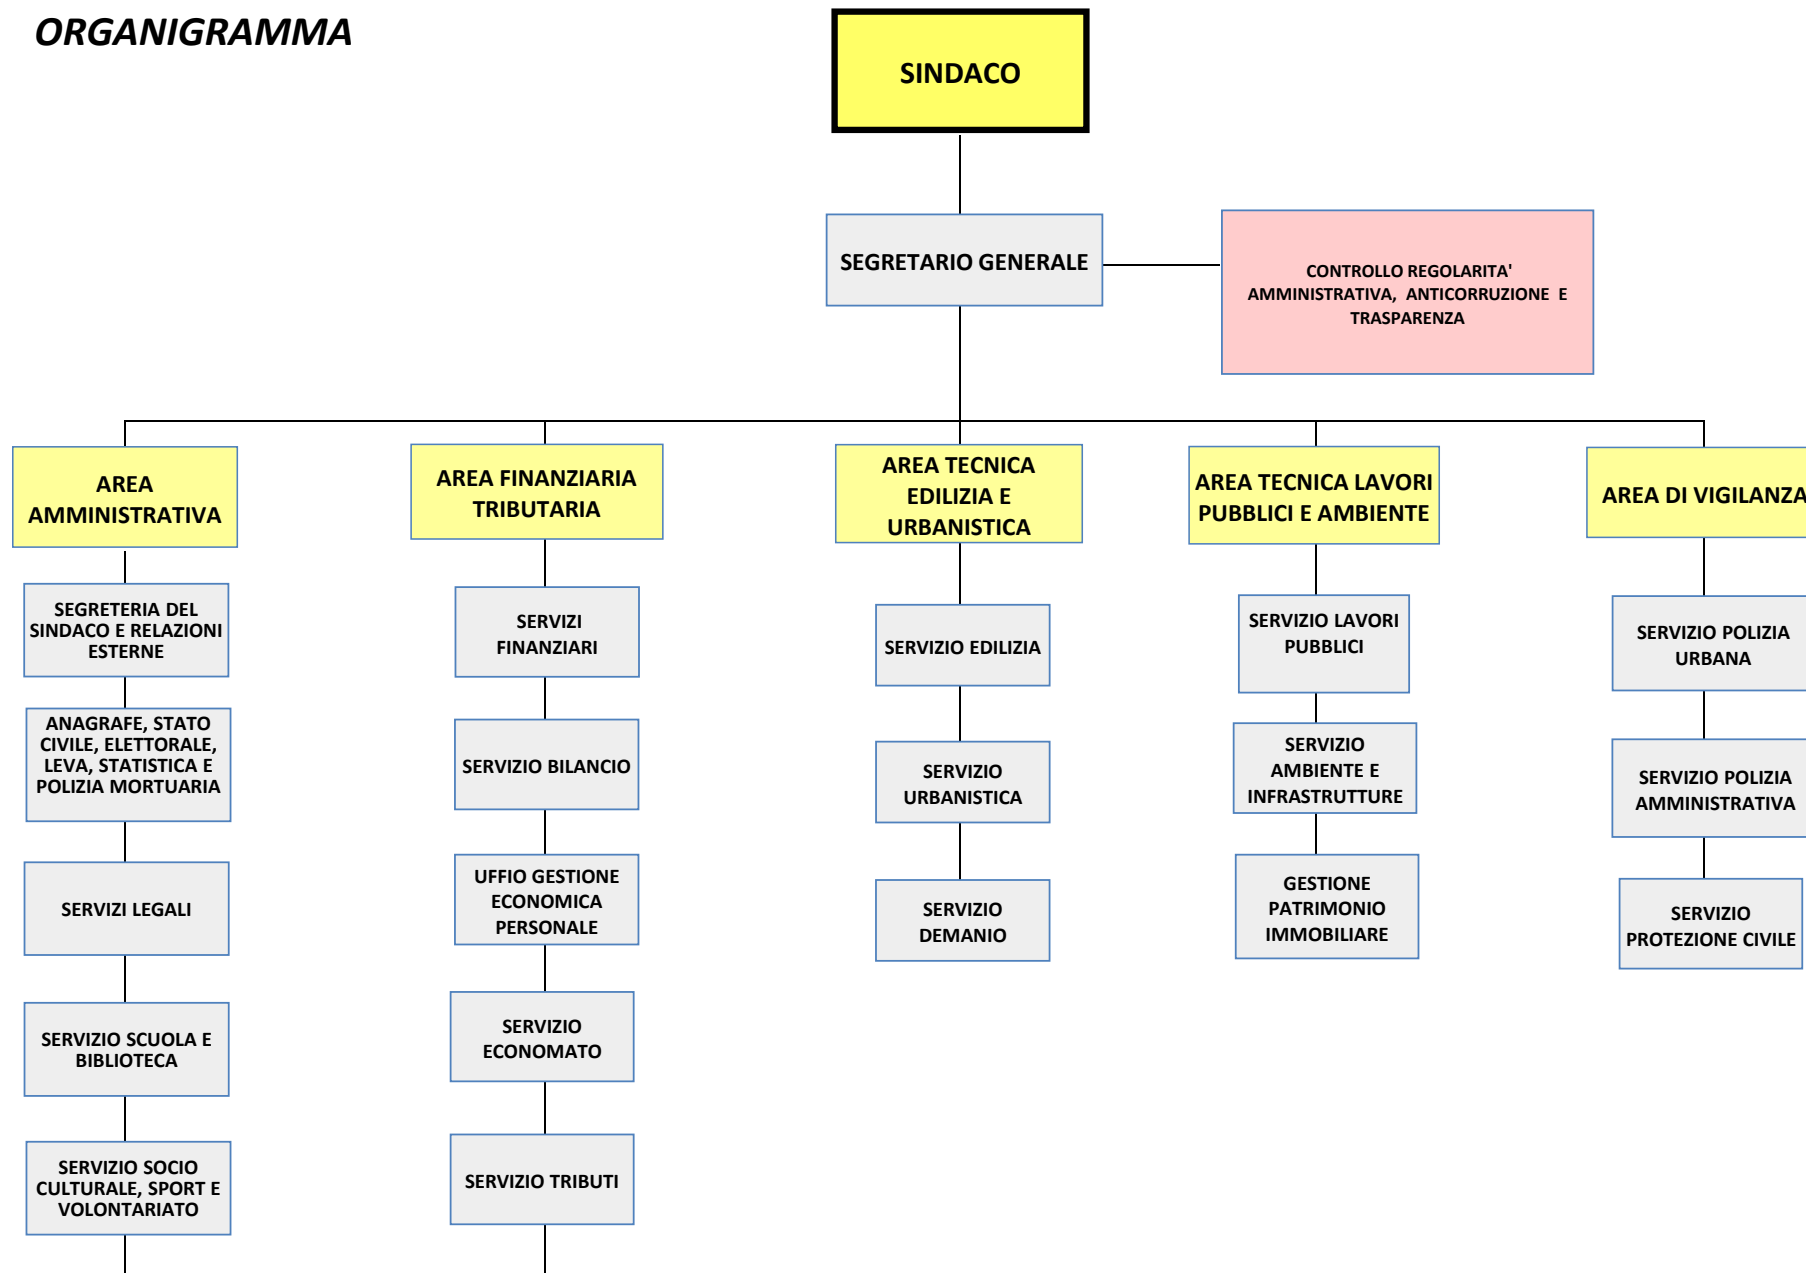 ORGANIGRAMMA
SINDACO
SEGRETARIO GENERALE
CONTROLLO REGOLARITA'
AMMINISTRATIVA, ANTICORRUZIONE E
TRASPARENZA
AREA
AMMINISTRATIVA
SEGRETERIA DEL
SINDACO E RELAZIONI
ESTERNE
ANAGRAFE, STATO
CIVILE, ELETTORALE,
LEVA, STATISTICA E
POLIZIA MORTUARIA
SERVIZI LEGALI
SERVIZIO SCUOLA E
BIBLIOTECA
SERVIZIO SOCIO
CULTURALE, SPORT E
VOLONTARIATO
AREA FINANZIARIA
TRIBUTARIA
SERVIZI
FINANZIARI
SERVIZIO BILANCIO
UFFIO GESTIONE
ECONOMICA
PERSONALE
SERVIZIO
ECONOMATO
SERVIZIO TRIBUTI
AREA TECNICA
EDILIZIA E
URBANISTICA
SERVIZIO EDILIZIA
SERVIZIO
URBANISTICA
SERVIZIO
DEMANIO
AREA TECNICA LAVORI
PUBBLICI E AMBIENTE
SERVIZIO LAVORI
PUBBLICI
SERVIZIO
AMBIENTE E
INFRASTRUTTURE
GESTIONE
PATRIMONIO
IMMOBILIARE
AREA DI VIGILANZA
SERVIZIO POLIZIA
URBANA
SERVIZIO POLIZIA
AMMINISTRATIVA
SERVIZIO
PROTEZIONE CIVILE